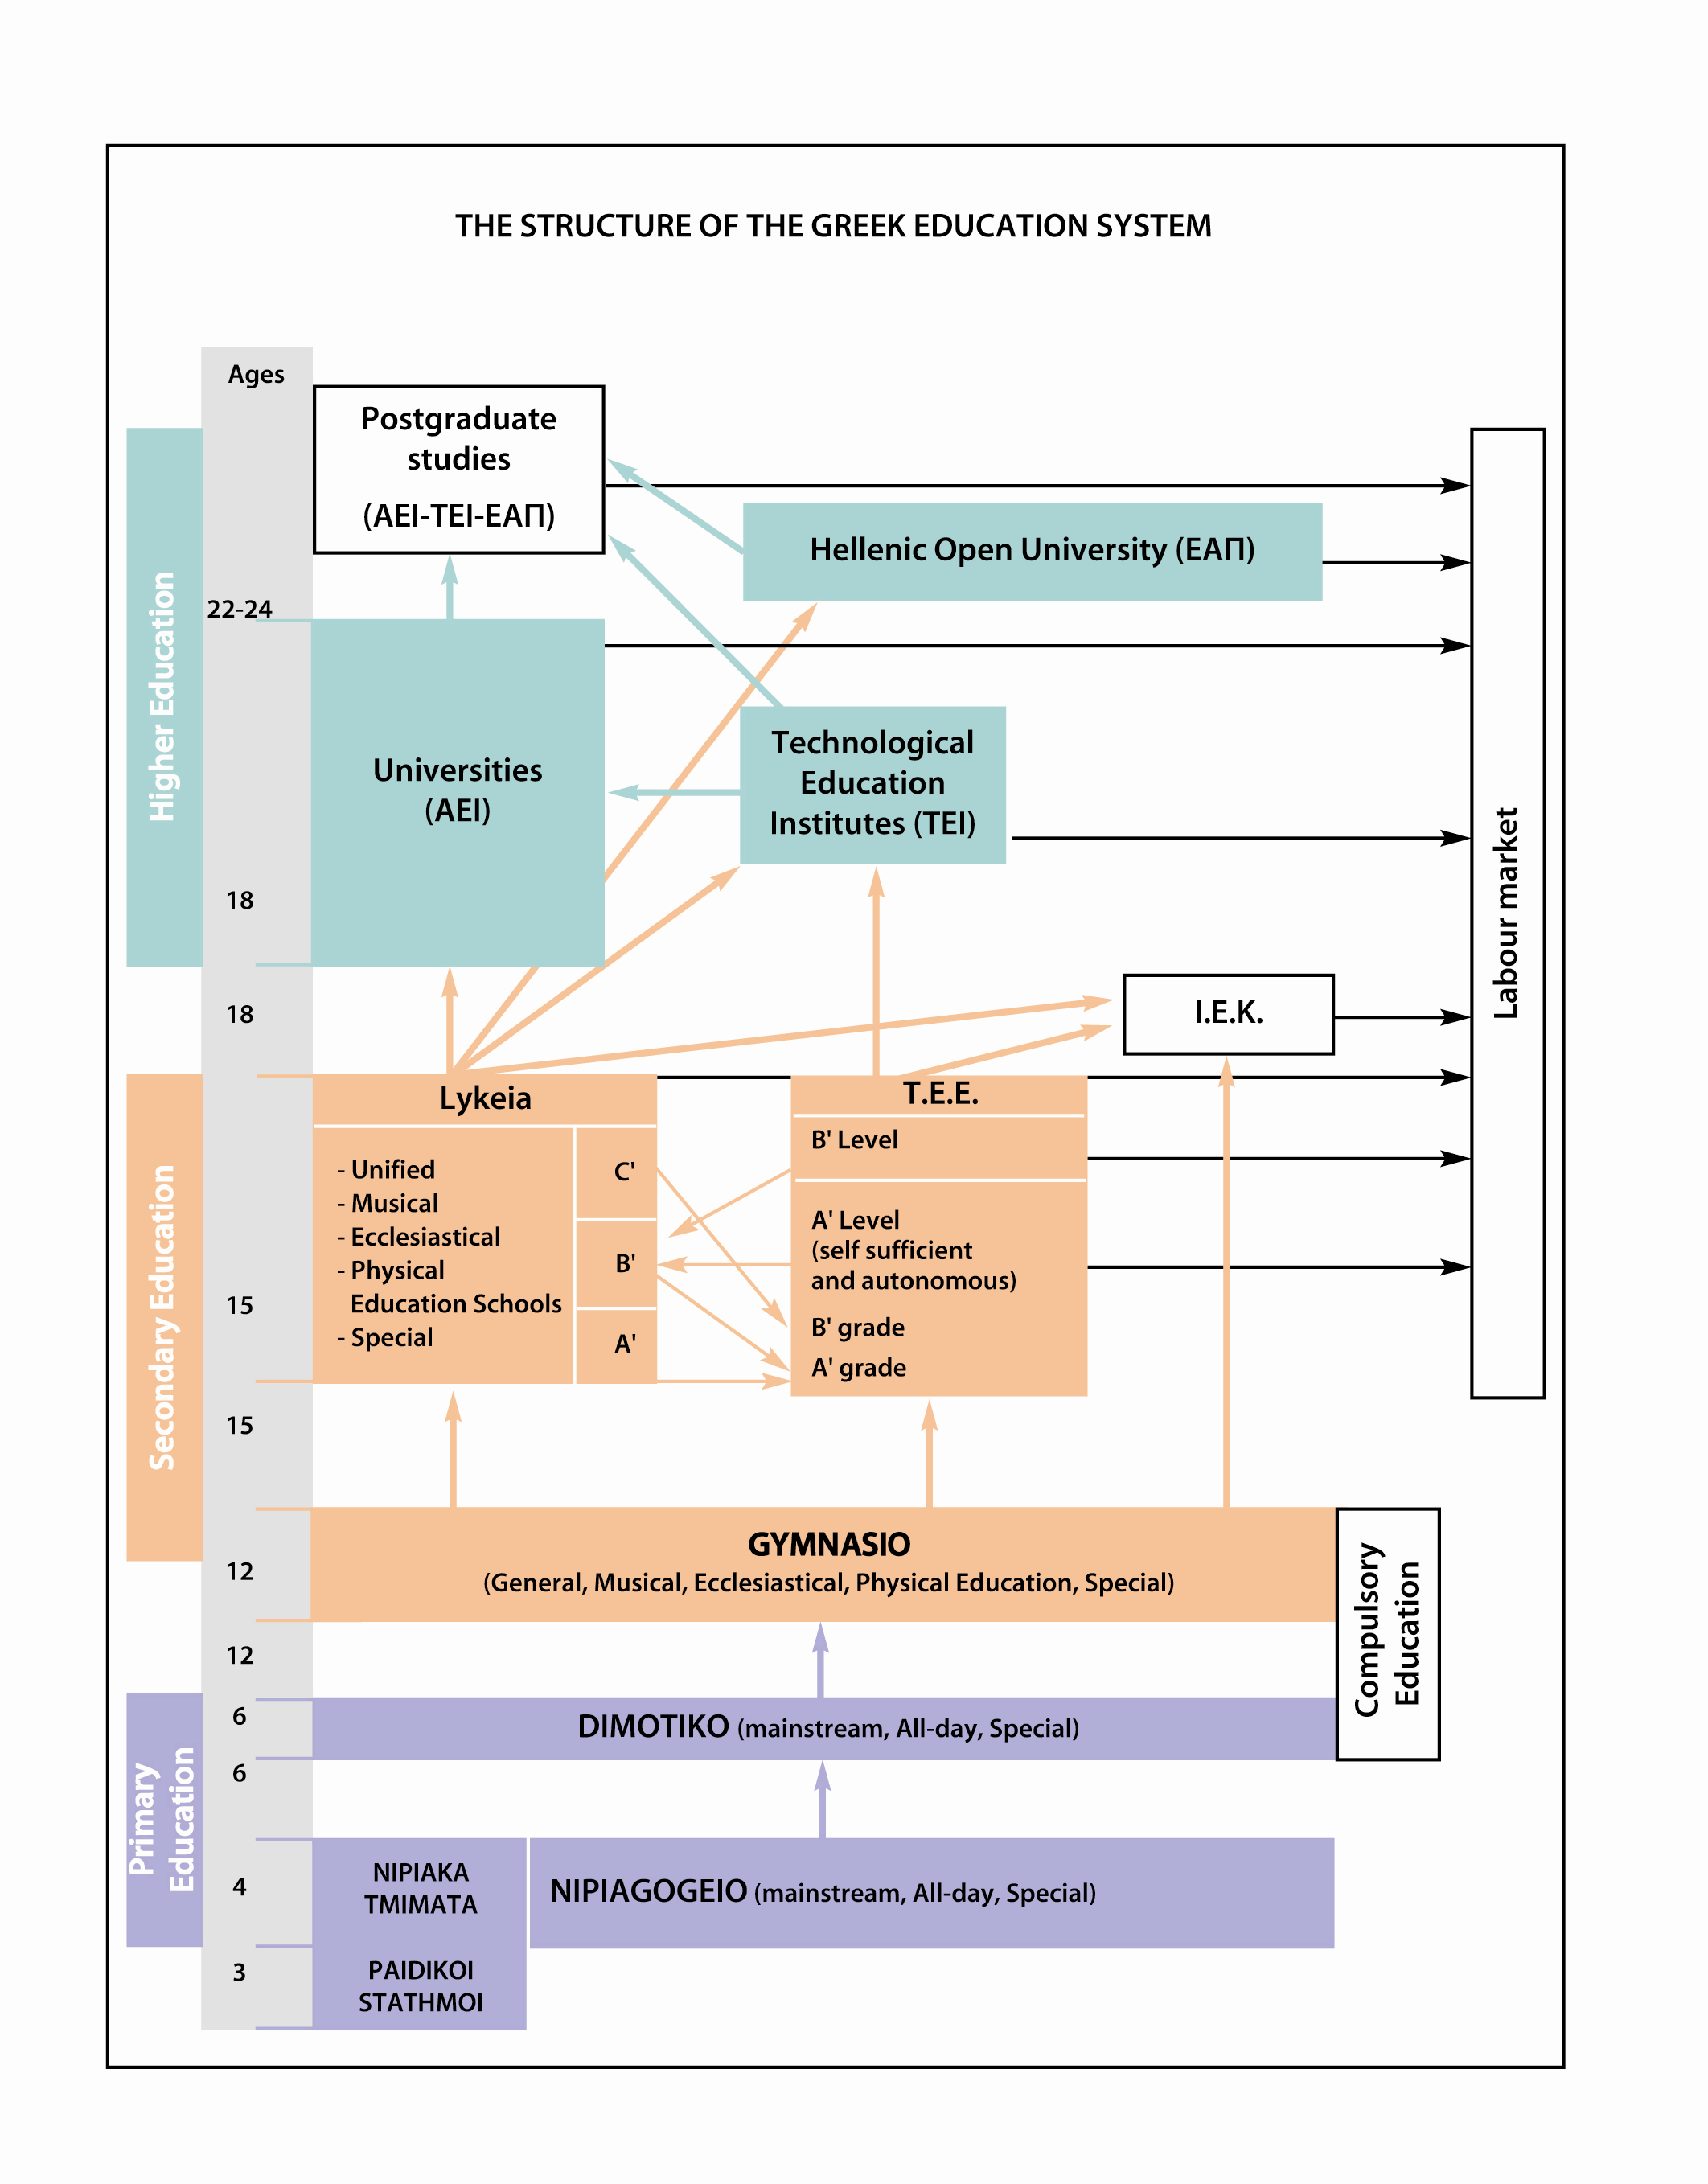 THE STRUCTURE OF THE GREEK EDUCATION SYSTEM
Ages
Postgraduate
studies
(AEI-TEI-ΕΑΠ)
Hellenic Open University (ΕΑΠ)
22-24
Higher Education
Universities
(AEI)
Technological
Education
Institutes (TEI)
18
18
I.E.K.
Labour market
Lykeia
- Unified
- Musical
- Ecclesiastical
- Physical
Education Schools
- Special
C'
B'
A'
T.E.E.
B' Level
A' Level
(self sufficient
and autonomous)
B' grade
A' grade
Secondary Education
15
15
GYMNASIO
(General, Musical, Ecclesiastical, Physical Education, Special)
12
12
Compulsory
Education
6
DIMOTIKO (mainstream, All-day, Special)
6
Primary
Education
4
NIPIAKA
TMIMATA
NIPIAGOGEIO (mainstream, All-day, Special)
3
PAIDIKOI
STATHMOI